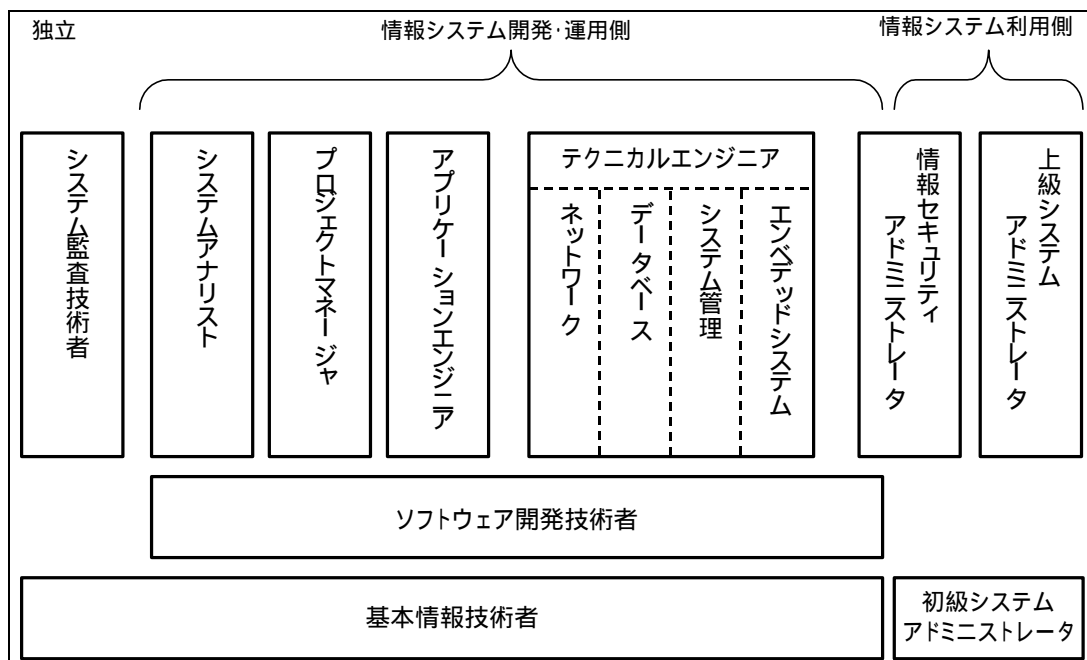 独立
情報システム開発・運用側
情報システム利用側
システム監査技術者
システムアナリスト
プロジェクトマネージャ
アプリケーションエンジニア
テクニカルエンジニア
ネットワーク
データベース
システム管理
エンベデッドシステム
情報セキュリティ
アドミニストレータ
上級システム
アドミニストレータ
ソフトウェア開発技術者
基本情報技術者
初級システム
アドミニストレータ